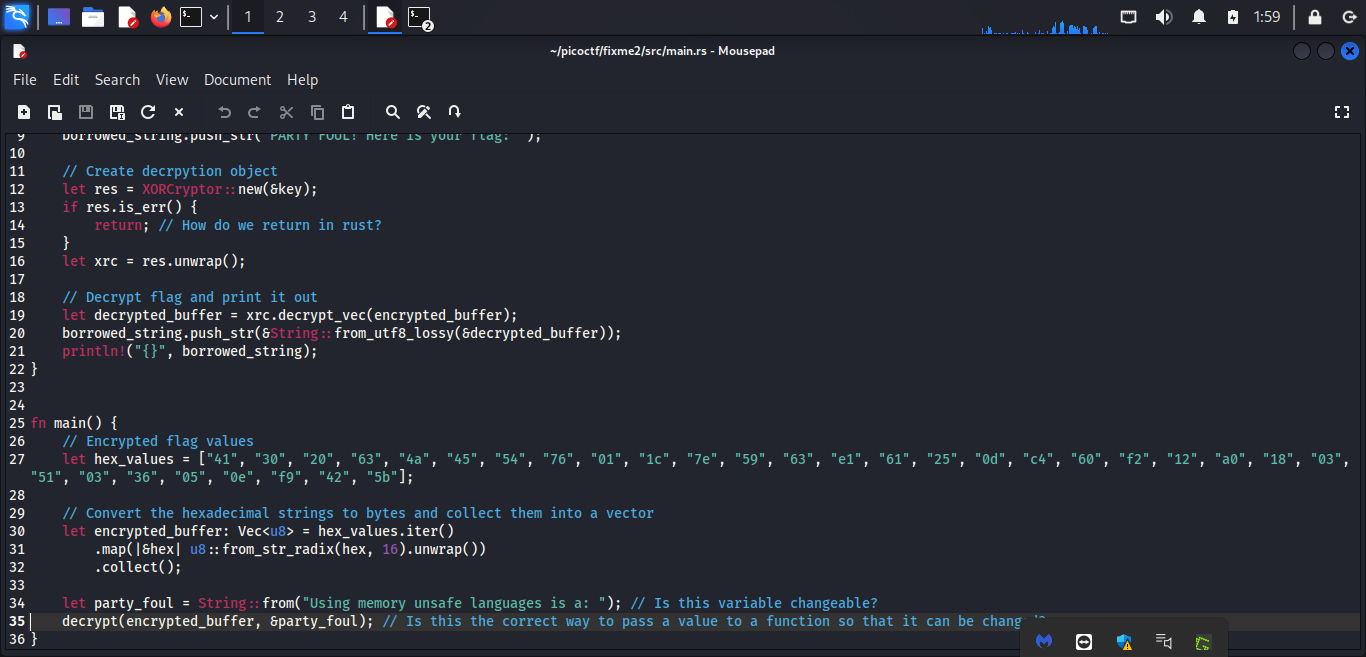 1 2 3 4 2 1:59
~/picoctf/fixme2/src/main.rs - Mousepad
File Edit Search View Document Help
9 borrowed_string.push_str("PARTY FOUL! Here is your flag: ");
10
11 // Create decrpytion object
12 let res = XORCryptor::new(&key);
13 if res.is_err() {
14 return; // How do we return in rust?
15 }
16 let xrc = res.unwrap();
17
18 // Decrypt flag and print it out
19 let decrypted_buffer = xrc.decrypt_vec(encrypted_buffer);
20 borrowed_string.push_str(&String::from_utf8_lossy(&decrypted_buffer));
21 println!("{}", borrowed_string);
22 }
23
24
25 fn main() {
26 // Encrypted flag values
27 let hex_values = ["41", "30", "20", "63", "4a", "45", "54", "76", "01", "1c", "7e", "59", "63", "e1", "61", "25", "0d", "c4", "60", "f2", "12", "a0", "18", "03",
"51", "03", "36", "05", "0e", "f9", "42", "5b"];
28
29 // Convert the hexadecimal strings to bytes and collect them into a vector
30 let encrypted_buffer: Vec<u8> = hex_values.iter()
31 .map(|&hex| u8::from_str_radix(hex, 16).unwrap())
32 .collect();
33
34 let party_foul = String::from("Using memory unsafe languages is a: "); // Is this variable changeable?
35 decrypt(encrypted_buffer, &party_foul); // Is this the correct way to pass a value to a function so that it can be changed?
36 }